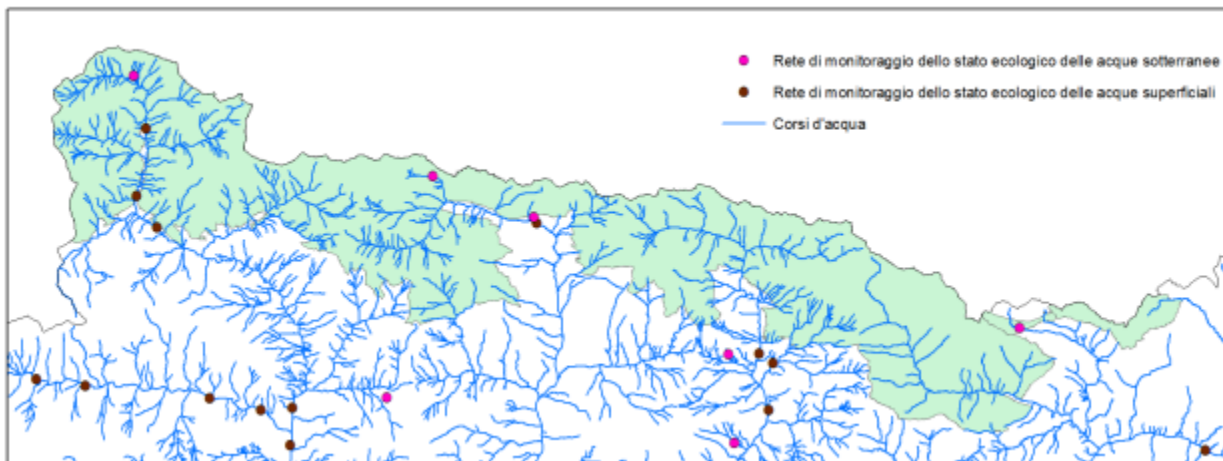 Rete di monitoraggio dello stato ecologico delle acque sotterranee
Rete di monitoraggio dello stato ecologico delle acque superficiali
Corsi d'acqua